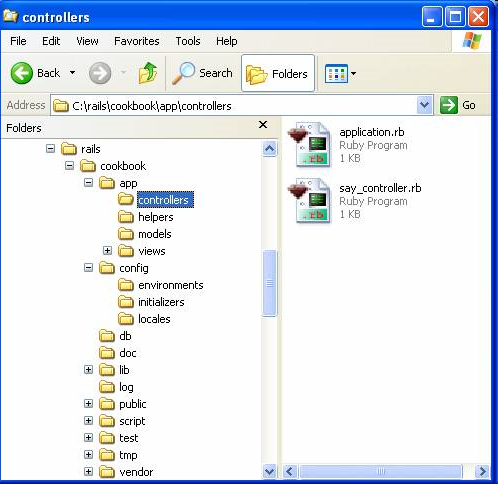 controllers
File Edit View Favorites Tools Help
Back Search Folders
Address C:\rails\cookbook\app\controllers Go
Folders
rails
cookbook
app
controllers
helpers
models
views
config
environments
initializers
locales
db
doc
lib
log
public
script
test
tmp
vendor
application.rb
Ruby Program
1 KB
say_controller.rb
Ruby Program
1 KB